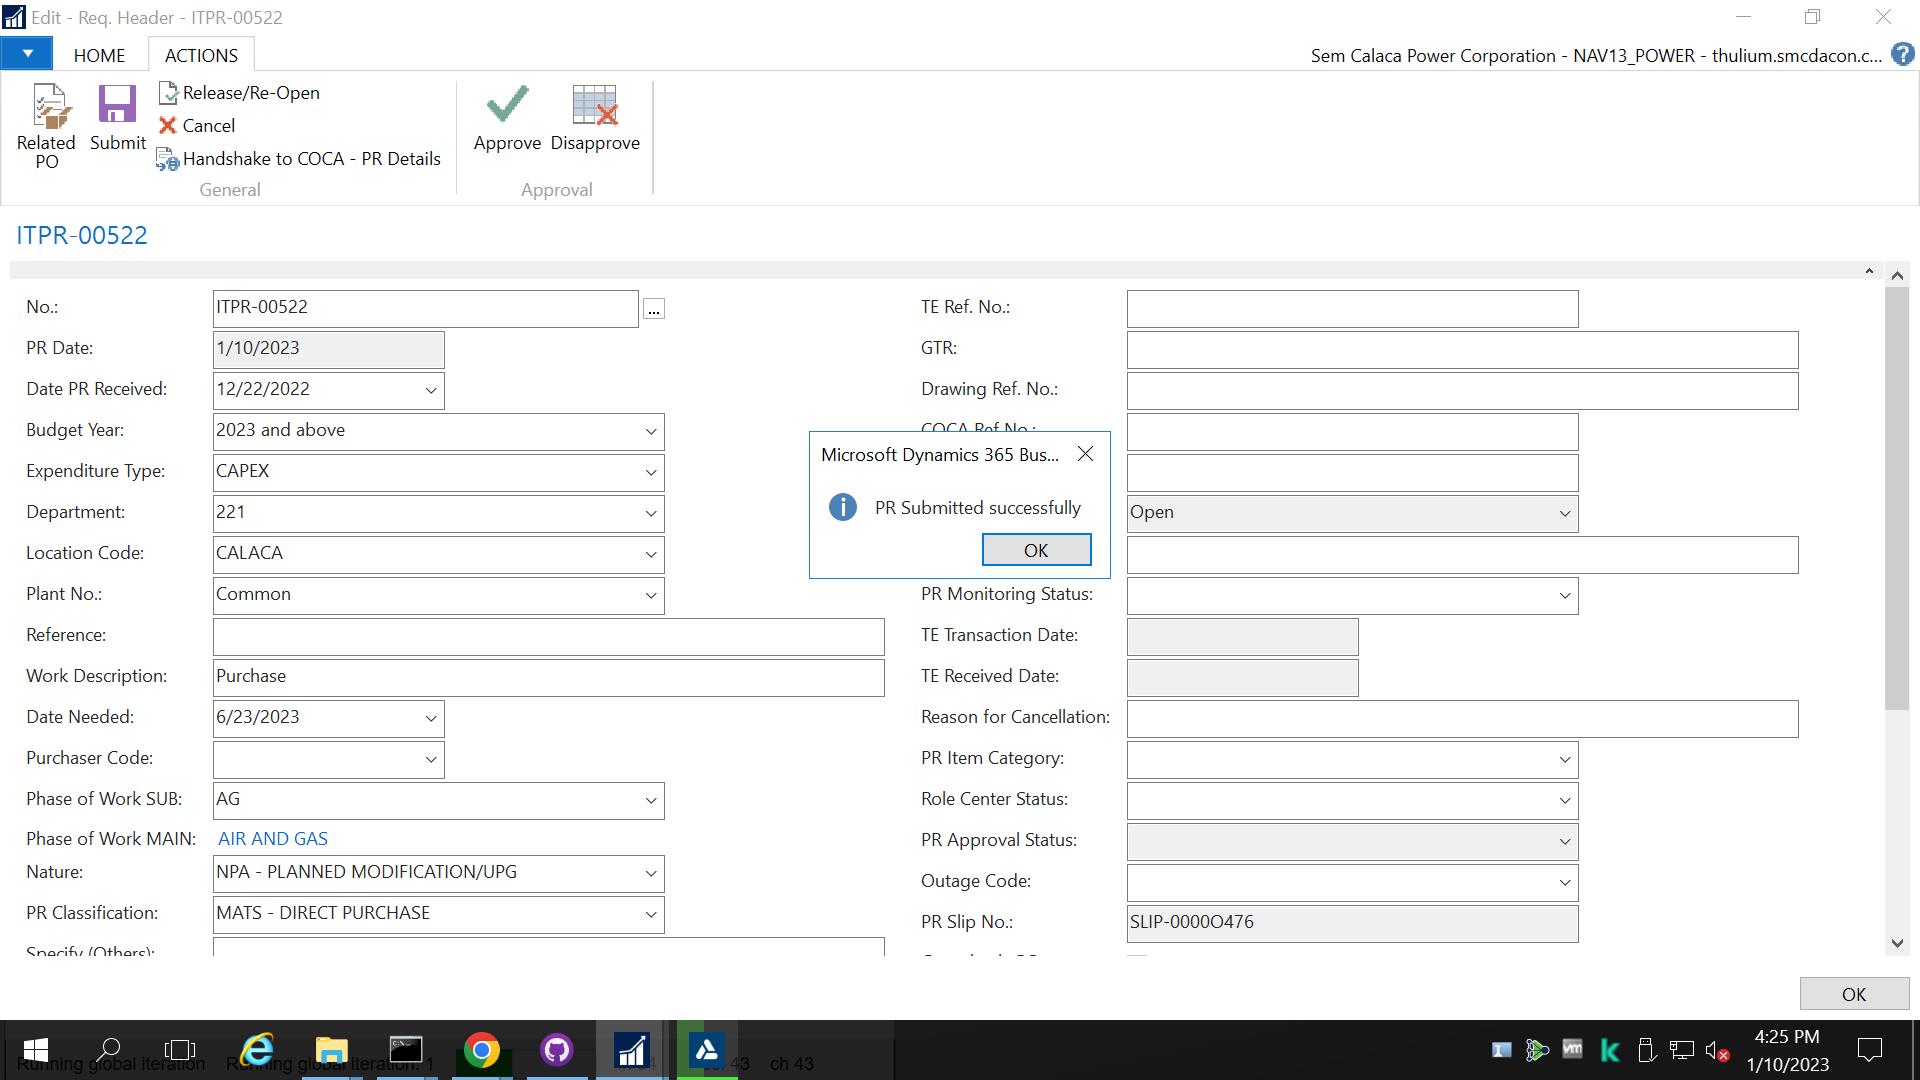 Edit - Req. Header - ITPR-00522
HOME
ACTIONS
Sem Calaca Power Corporation - NAV13_POWER - thulium.smcdacon.c...
Related PO
Submit
Release/Re-Open
Cancel
Handshake to COCA - PR Details
General
Approve
Disapprove
Approval
ITPR-00522
No.: ITPR-00522 ...
PR Date: 1/10/2023
Date PR Received: 12/22/2022
Budget Year: 2023 and above
Expenditure Type: CAPEX
Department: 221
Location Code: CALACA
Plant No.: Common
Reference:
Work Description: Purchase
Date Needed: 6/23/2023
Purchaser Code:
Phase of Work SUB: AG
Phase of Work MAIN: AIR AND GAS
Nature: NPA - PLANNED MODIFICATION/UPG
PR Classification: MATS - DIRECT PURCHASE
Specify (Others):
TE Ref. No.:
GTR:
Drawing Ref. No.:
COCA Ref No.:
Open
PR Monitoring Status:
TE Transaction Date:
TE Received Date:
Reason for Cancellation:
PR Item Category:
Role Center Status:
PR Approval Status:
Outage Code:
PR Slip No.: SLIP-0000O476
Microsoft Dynamics 365 Bus...
PR Submitted successfully
OK
OK
Running global iteration
Running global iteration: 1
43
ch 43
4:25 PM
1/10/2023